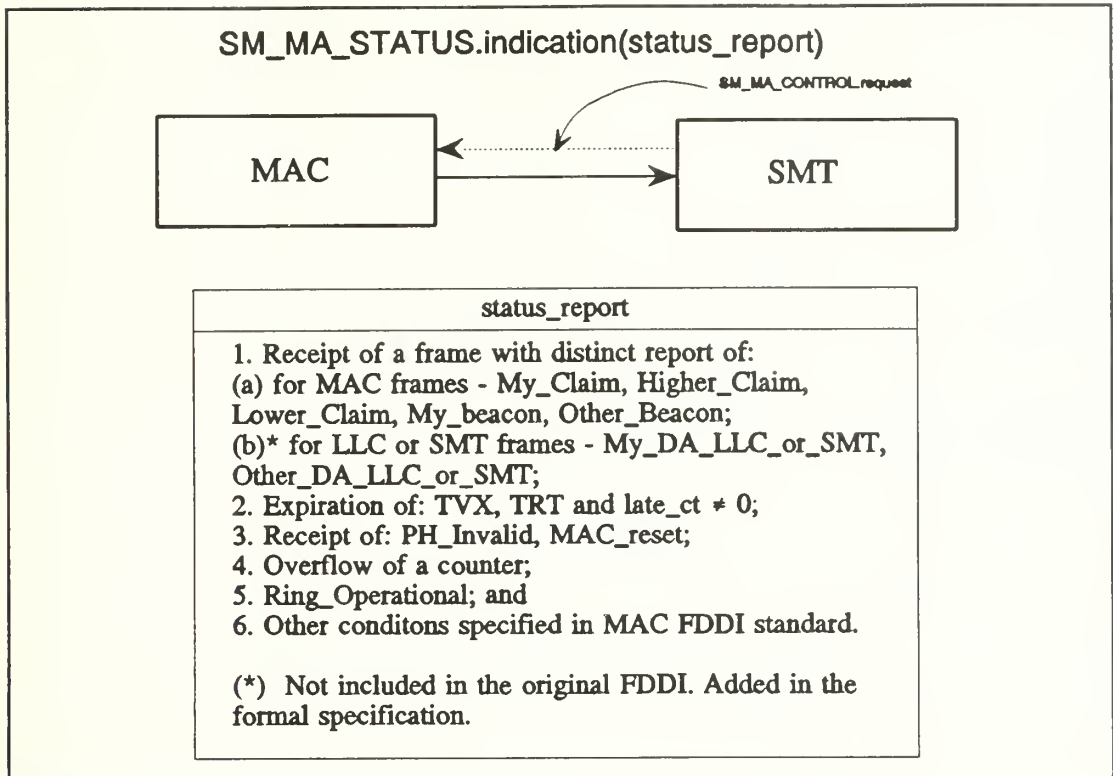 SM_MA_STATUS.indication(status_report)
SM_MA_CONTROL.request
MAC
SMT
status_report
1. Receipt of a frame with distinct report of:
(a) for MAC frames - My_Claim, Higher_Claim,
Lower_Claim, My_beacon, Other_Beacon;
(b)* for LLC or SMT frames - My_DA_LLC_or_SMT,
Other_DA_LLC_or_SMT;
2. Expiration of: TVX, TRT and late_ct ≠ 0;
3. Receipt of: PH_Invalid, MAC_reset;
4. Overflow of a counter;
5. Ring_Operational; and
6. Other conditons specified in MAC FDDI standard.
(*) Not included in the original FDDI. Added in the
formal specification.